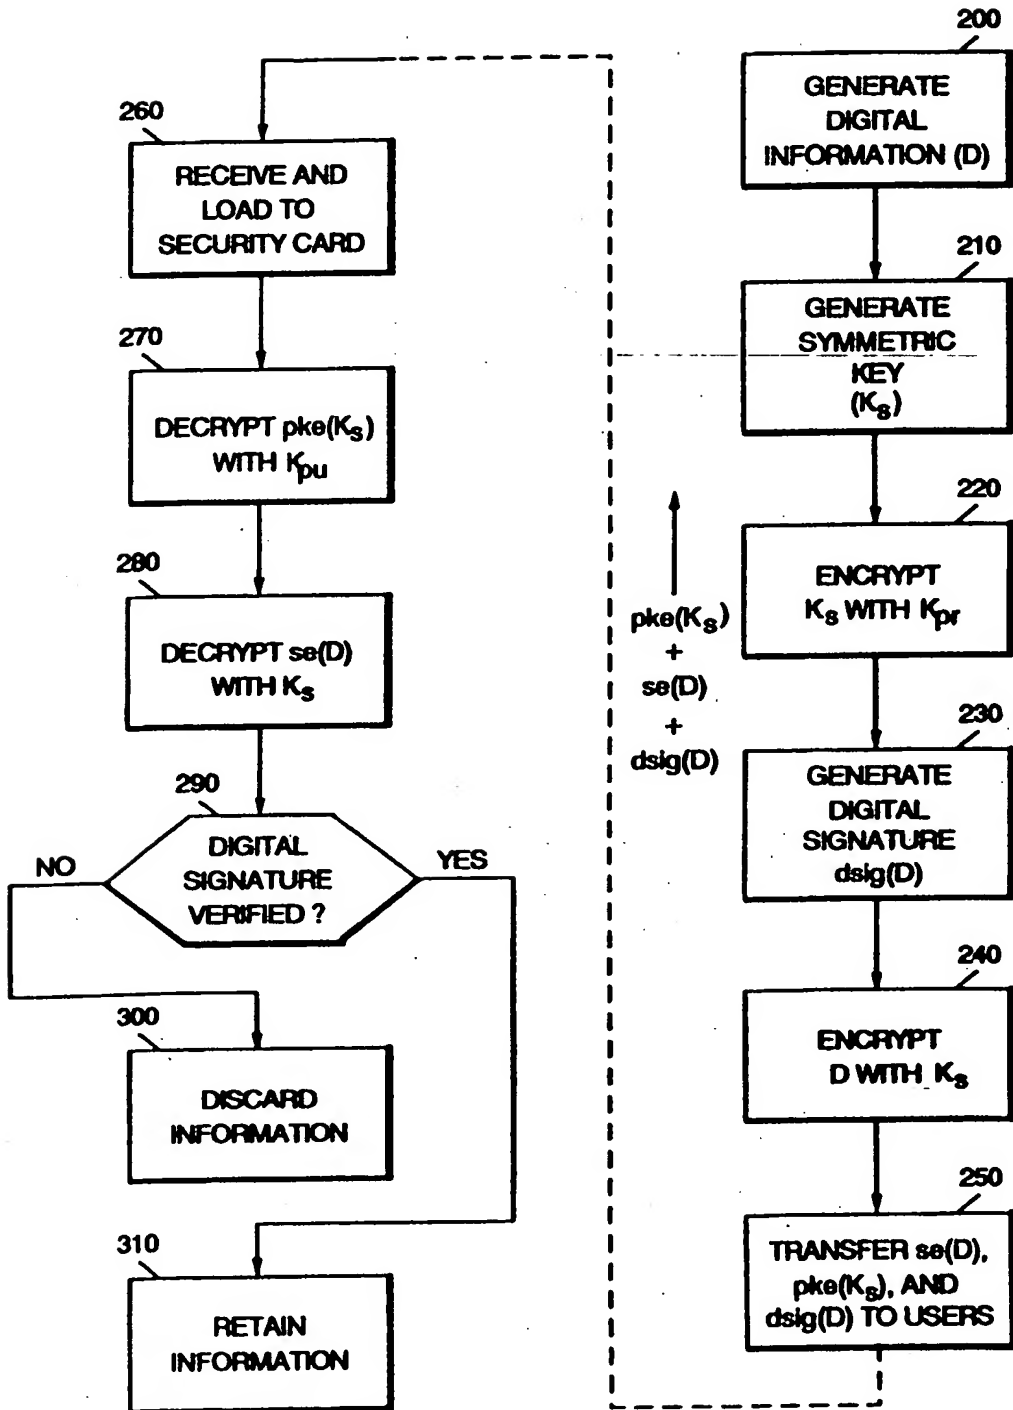 200
GENERATE
DIGITAL
INFORMATION (D)
210
GENERATE
SYMMETRIC
KEY
(Ks)
220
ENCRYPT
Ks WITH Kpr
230
GENERATE
DIGITAL
SIGNATURE
dsig(D)
240
ENCRYPT
D WITH Ks
250
TRANSFER se(D),
pke(Ks), AND
dsig(D) TO USERS
pke(Ks)
+
se(D)
+
dsig(D)
260
RECEIVE AND
LOAD TO
SECURITY CARD
270
DECRYPT pke(Ks)
WITH Kpu
280
DECRYPT se(D)
WITH Ks
290
DIGITAL
SIGNATURE
VERIFIED ?
NO
YES
300
DISCARD
INFORMATION
310
RETAIN
INFORMATION